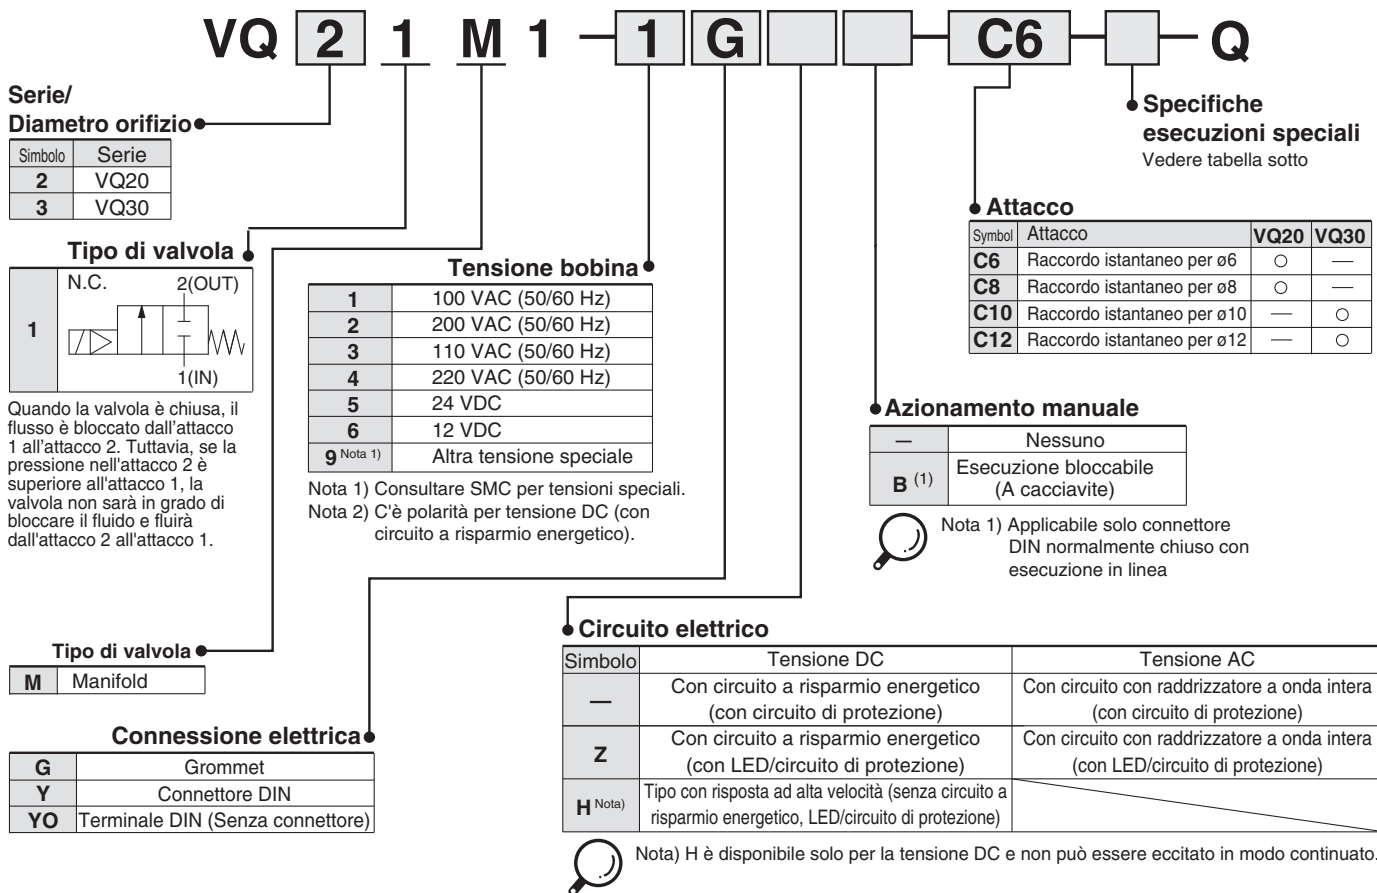 VQ 2 1 M 1 — 1 G — C6 — — Q
Serie/
Diametro orifizio
Simbolo Serie
2 VQ20
3 VQ30
Tipo di valvola
1
N.C. 2(OUT)
1(IN)
Quando la valvola è chiusa, il
flusso è bloccato dall'attacco
1 all'attacco 2. Tuttavia, se la
pressione nell'attacco 2 è
superiore all'attacco 1, la
valvola non sarà in grado di
bloccare il fluido e fluirà
dall'attacco 2 all'attacco 1.
Tipo di valvola
M Manifold
Connessione elettrica
G Grommet
Y Connettore DIN
YO Terminale DIN (Senza connettore)
Tensione bobina
1 100 VAC (50/60 Hz)
2 200 VAC (50/60 Hz)
3 110 VAC (50/60 Hz)
4 220 VAC (50/60 Hz)
5 24 VDC
6 12 VDC
9 Nota 1) Altra tensione speciale
Nota 1) Consultare SMC per tensioni speciali.
Nota 2) C'è polarità per tensione DC (con
circuito a risparmio energetico).
Specifiche
esecuzioni speciali
Vedere tabella sotto
Attacco
Symbol Attacco VQ20 VQ30
C6 Raccordo istantaneo per ø6 ○ —
C8 Raccordo istantaneo per ø8 ○ —
C10 Raccordo istantaneo per ø10 — ○
C12 Raccordo istantaneo per ø12 — ○
Azionamento manuale
— Nessuno
B (1) Esecuzione bloccabile
(A cacciavite)
Nota 1) Applicabile solo connettore
DIN normalmente chiuso con
esecuzione in linea
Circuito elettrico
Simbolo Tensione DC Tensione AC
— Con circuito a risparmio energetico Con circuito con raddrizzatore a onda intera
(con circuito di protezione) (con circuito di protezione)
Z Con circuito a risparmio energetico Con circuito con raddrizzatore a onda intera
(con LED/circuito di protezione) (con LED/circuito di protezione)
H Nota) Tipo con risposta ad alta velocità (senza circuito a
risparmio energetico, LED/circuito di protezione)
Nota) H è disponibile solo per la tensione DC e non può essere eccitato in modo continuato.